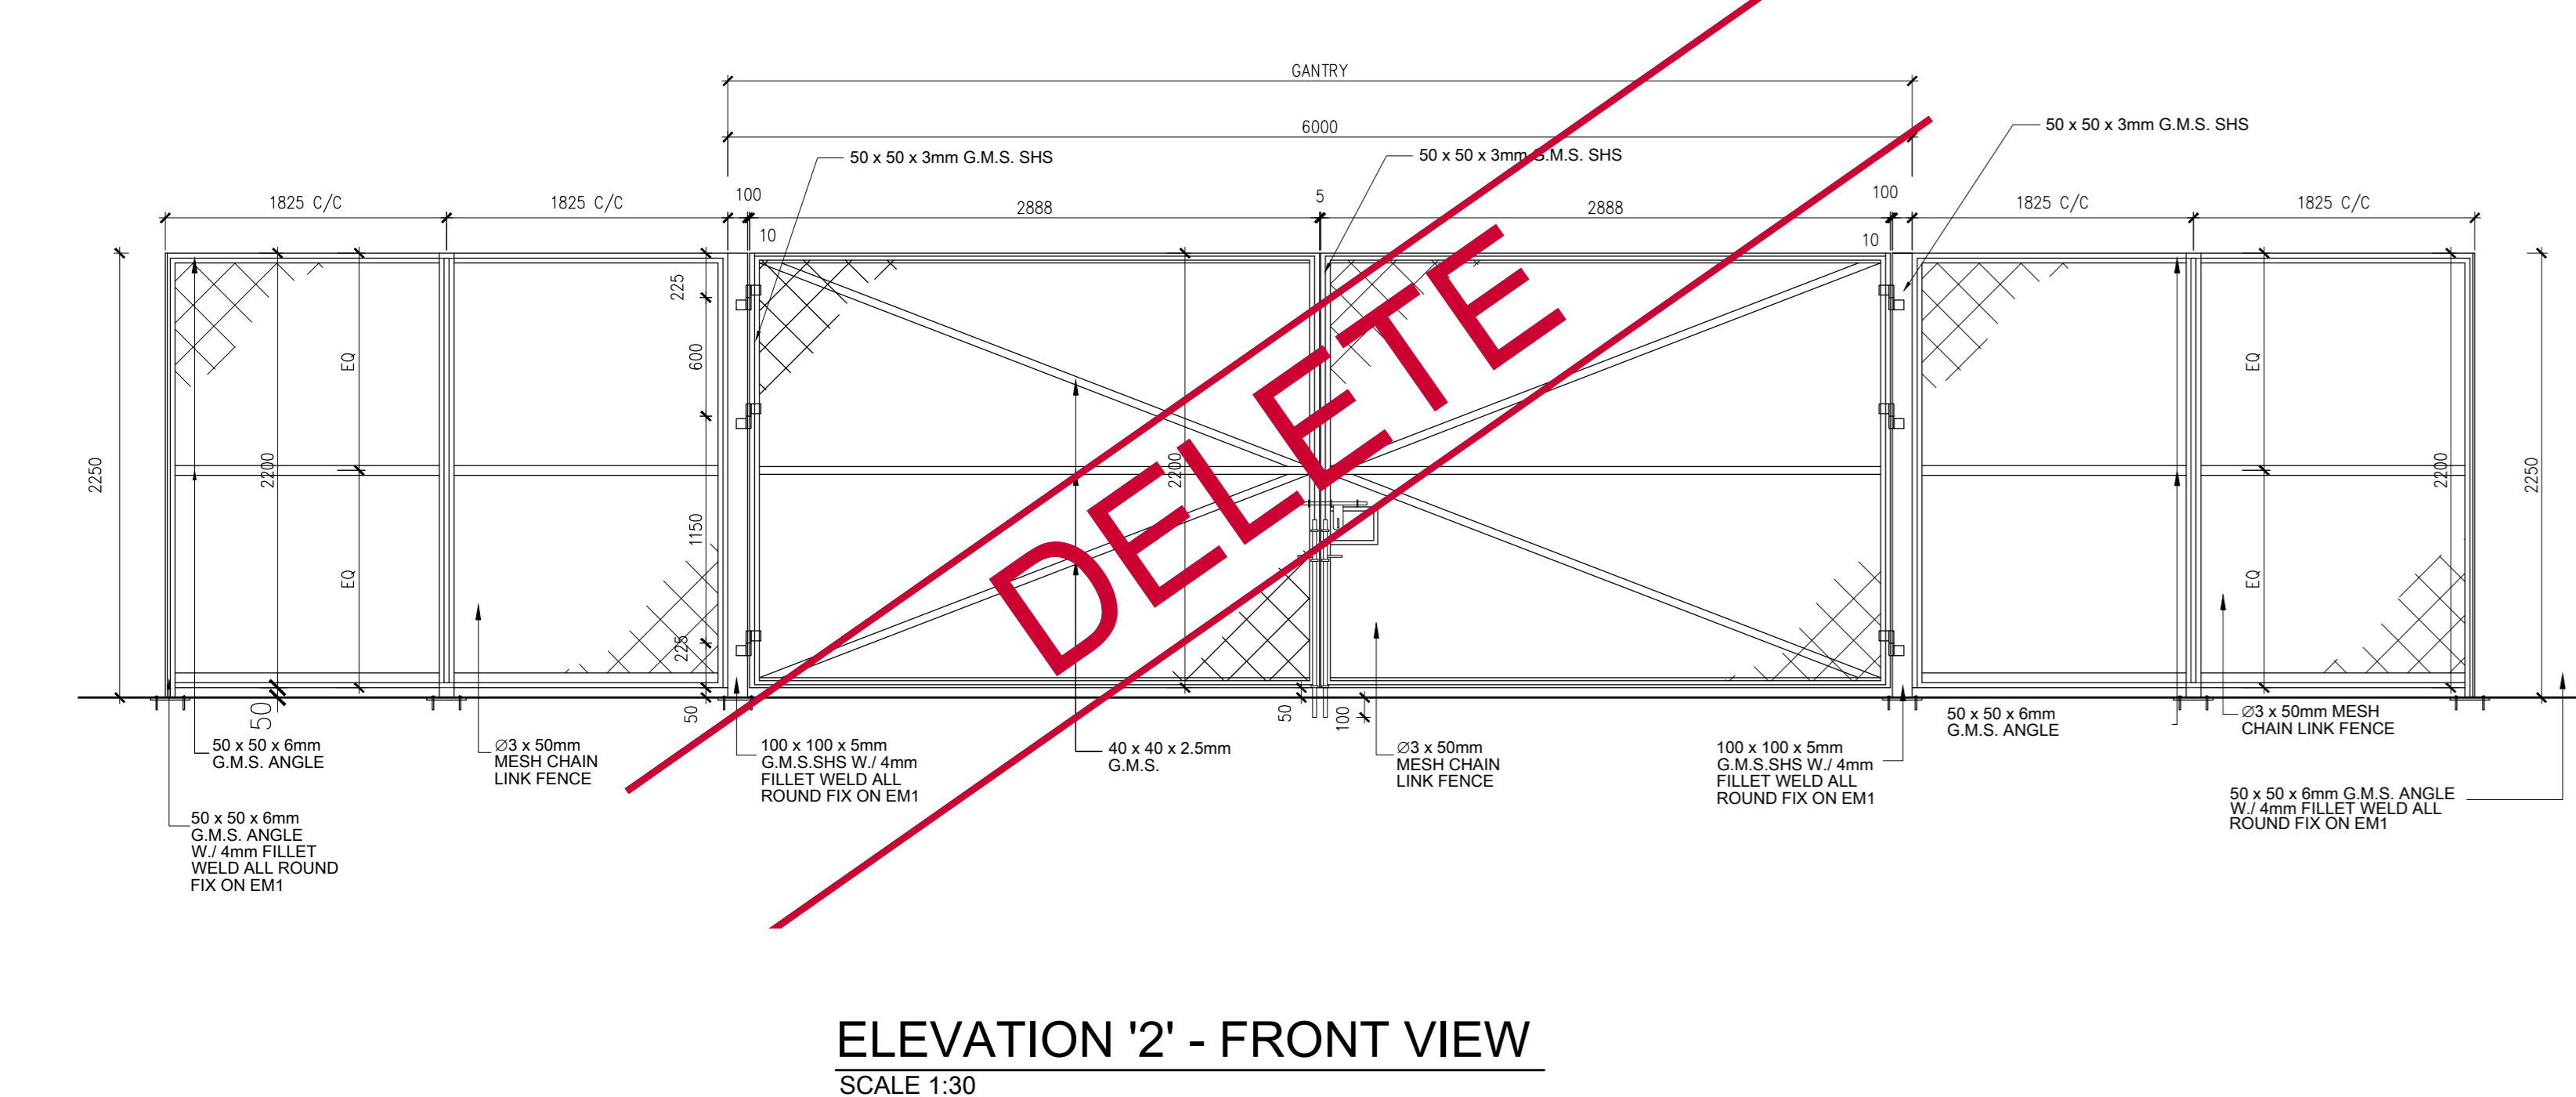 GANTRY
6000
50 x 50 x 3mm G.M.S. SHS
50 x 50 x 3mm G.M.S. SHS
50 x 50 x 3mm G.M.S. SHS
1825 C/C
1825 C/C
100
2888
5
2888
100
1825 C/C
1825 C/C
10
10
225
600
1150
225
50
EQ
EQ
2200
2250
50
2200
50
100
EQ
EQ
2200
2250
DELETE
50 x 50 x 6mm
G.M.S. ANGLE
Ø3 x 50mm
MESH CHAIN
LINK FENCE
100 x 100 x 5mm
G.M.S.SHS W./ 4mm
FILLET WELD ALL
ROUND FIX ON EM1
40 x 40 x 2.5mm
G.M.S.
Ø3 x 50mm
MESH CHAIN
LINK FENCE
100 x 100 x 5mm
G.M.S.SHS W./ 4mm
FILLET WELD ALL
ROUND FIX ON EM1
50 x 50 x 6mm
G.M.S. ANGLE
Ø3 x 50mm MESH
CHAIN LINK FENCE
50 x 50 x 6mm
G.M.S. ANGLE
W./ 4mm FILLET
WELD ALL ROUND
FIX ON EM1
50 x 50 x 6mm G.M.S. ANGLE
W./ 4mm FILLET WELD ALL
ROUND FIX ON EM1
ELEVATION '2' - FRONT VIEW
SCALE 1:30